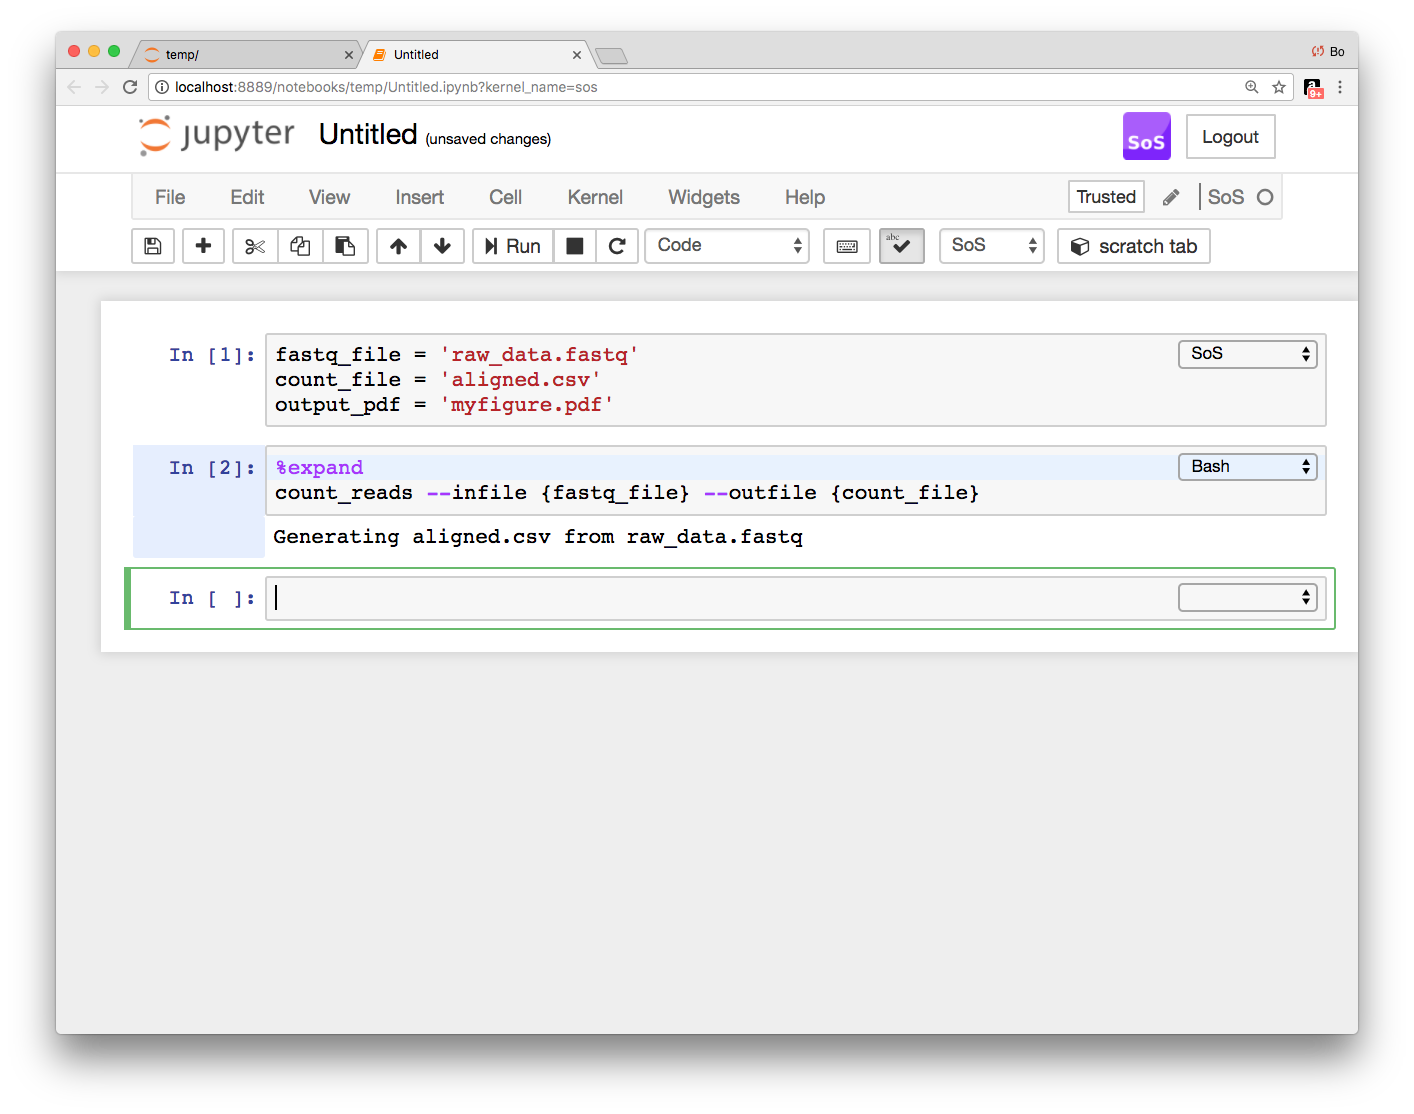 temp/
Untitled
Bo
localhost:8889/notebooks/temp/Untitled.ipynb?kernel_name=sos
a
9+
jupyter Untitled (unsaved changes)
SoS
Logout
File Edit View Insert Cell Kernel Widgets Help
Trusted
SoS
Run
Code
abc
SoS
scratch tab
In [1]:
fastq_file = 'raw_data.fastq'
SoS
count_file = 'aligned.csv'
output_pdf = 'myfigure.pdf'
In [2]:
%expand
Bash
count_reads --infile {fastq_file} --outfile {count_file}
Generating aligned.csv from raw_data.fastq
In [ ]: